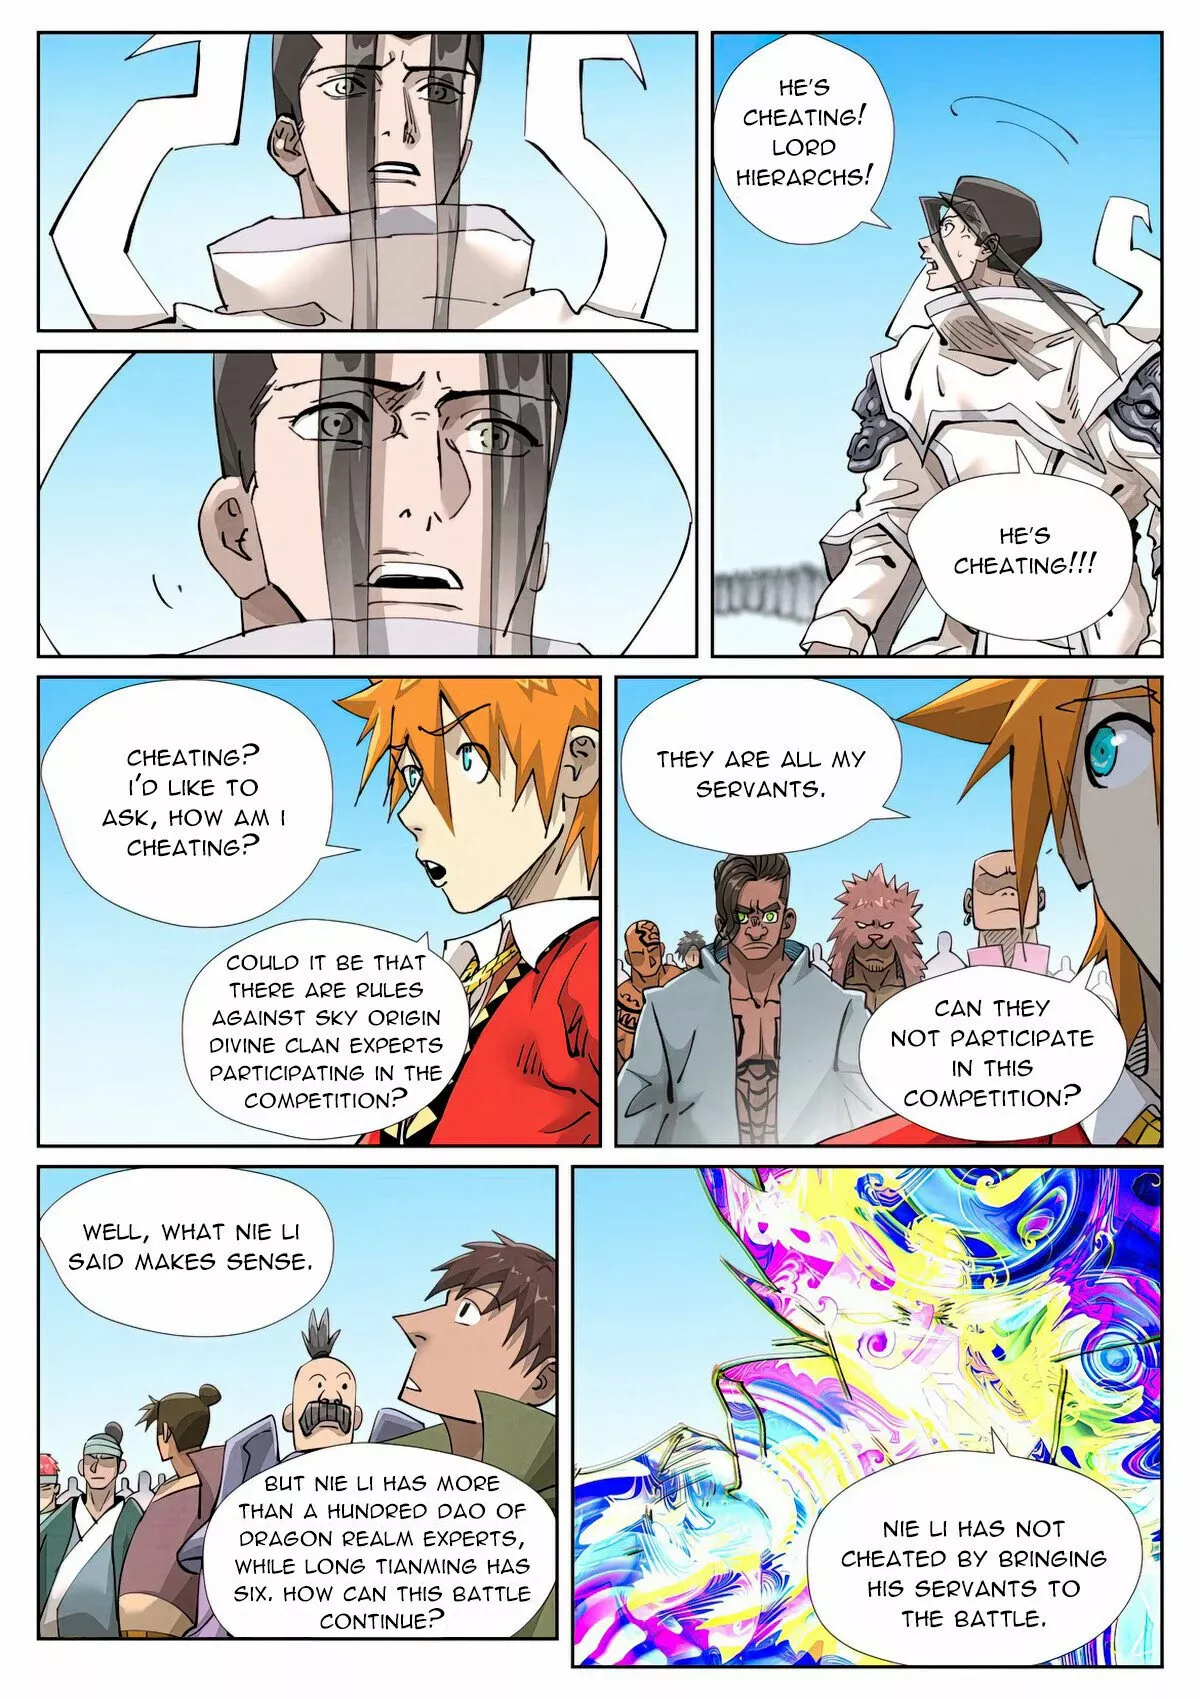 HE'S
CHEATING!
LORD
HIERARCHS!
HE'S
CHEATING!!!
CHEATING?
I'D LIKE TO
ASK, HOW AM I
CHEATING?
COULD IT BE THAT
THERE ARE RULES
AGAINST SKY ORIGIN
DIVINE CLAN EXPERTS
PARTICIPATING IN THE
COMPETITION?
THEY ARE ALL MY
SERVANTS.
CAN THEY
NOT PARTICIPATE
IN THIS
COMPETITION?
WELL, WHAT NIE LI
SAID MAKES SENSE.
BUT NIE LI HAS MORE
THAN A HUNDRED DAO OF
DRAGON REALM EXPERTS,
WHILE LONG TIANMING HAS
SIX. HOW CAN THIS BATTLE
CONTINUE?
NIE LI HAS NOT
CHEATED BY BRINGING
HIS SERVANTS TO
THE BATTLE.